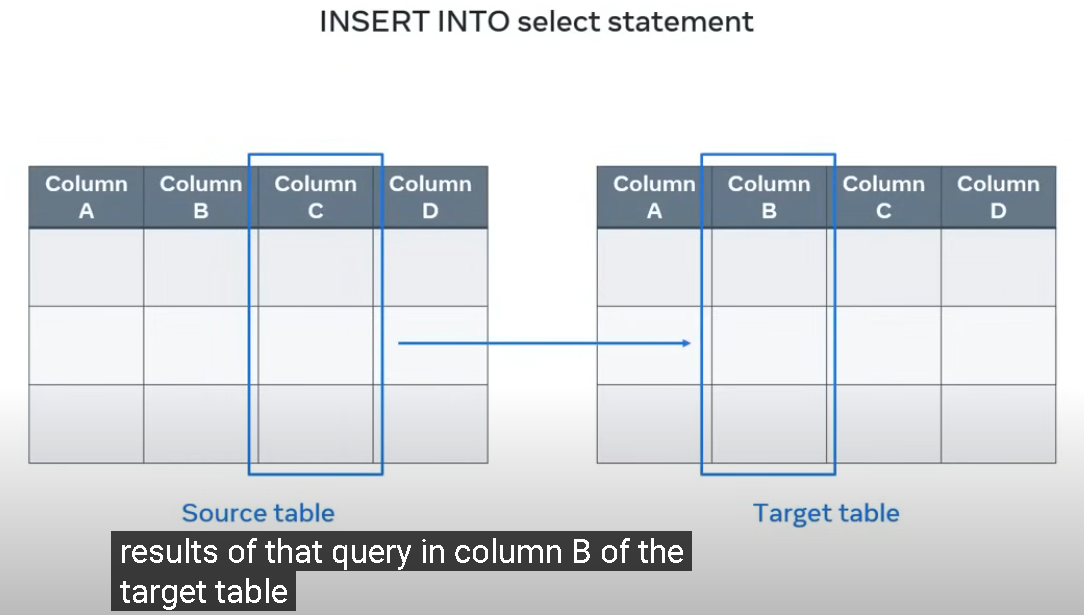 INSERT INTO select statement
Column A
Column B
Column C
Column D
Column A
Column B
Column C
Column D
Source table
Target table
results of that query in column B of the
target table